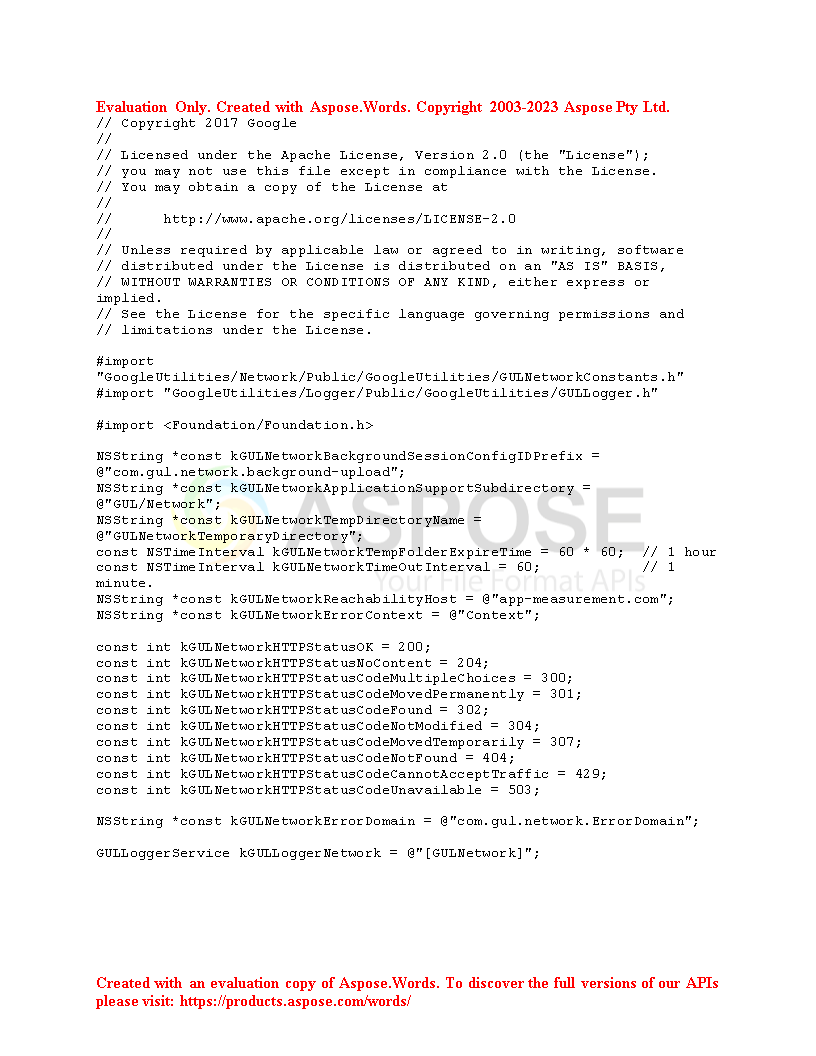 Evaluation Only. Created with Aspose.Words. Copyright 2003-2023 Aspose Pty Ltd.
// Copyright 2017 Google
//
// Licensed under the Apache License, Version 2.0 (the "License");
// you may not use this file except in compliance with the License.
// You may obtain a copy of the License at
//
//      http://www.apache.org/licenses/LICENSE-2.0
//
// Unless required by applicable law or agreed to in writing, software
// distributed under the License is distributed on an "AS IS" BASIS,
// WITHOUT WARRANTIES OR CONDITIONS OF ANY KIND, either express or
implied.
// See the License for the specific language governing permissions and
// limitations under the License.

#import
"GoogleUtilities/Network/Public/GoogleUtilities/GULNetworkConstants.h"
#import "GoogleUtilities/Logger/Public/GoogleUtilities/GULLogger.h"

#import <Foundation/Foundation.h>

NSString *const kGULNetworkBackgroundSessionConfigIDPrefix =
@"com.gul.network.background-upload";
NSString *const kGULNetworkApplicationSupportSubdirectory =
@"GUL/Network";
NSString *const kGULNetworkTempDirectoryName =
@"GULNetworkTemporaryDirectory";
const NSTimeInterval kGULNetworkTempFolderExpireTime = 60 * 60;  // 1 hour
const NSTimeInterval kGULNetworkTimeOutInterval = 60;            // 1
minute.
NSString *const kGULNetworkReachabilityHost = @"app-measurement.com";
NSString *const kGULNetworkErrorContext = @"Context";

const int kGULNetworkHTTPStatusOK = 200;
const int kGULNetworkHTTPStatusNoContent = 204;
const int kGULNetworkHTTPStatusCodeMultipleChoices = 300;
const int kGULNetworkHTTPStatusCodeMovedPermanently = 301;
const int kGULNetworkHTTPStatusCodeFound = 302;
const int kGULNetworkHTTPStatusCodeNotModified = 304;
const int kGULNetworkHTTPStatusCodeMovedTemporarily = 307;
const int kGULNetworkHTTPStatusCodeNotFound = 404;
const int kGULNetworkHTTPStatusCodeCannotAcceptTraffic = 429;
const int kGULNetworkHTTPStatusCodeUnavailable = 503;

NSString *const kGULNetworkErrorDomain = @"com.gul.network.ErrorDomain";

GULLoggerService kGULLoggerNetwork = @"[GULNetwork]";
ASPOSE
Your File Format APIs
Created with an evaluation copy of Aspose.Words. To discover the full versions of our APIs
please visit: https://products.aspose.com/words/